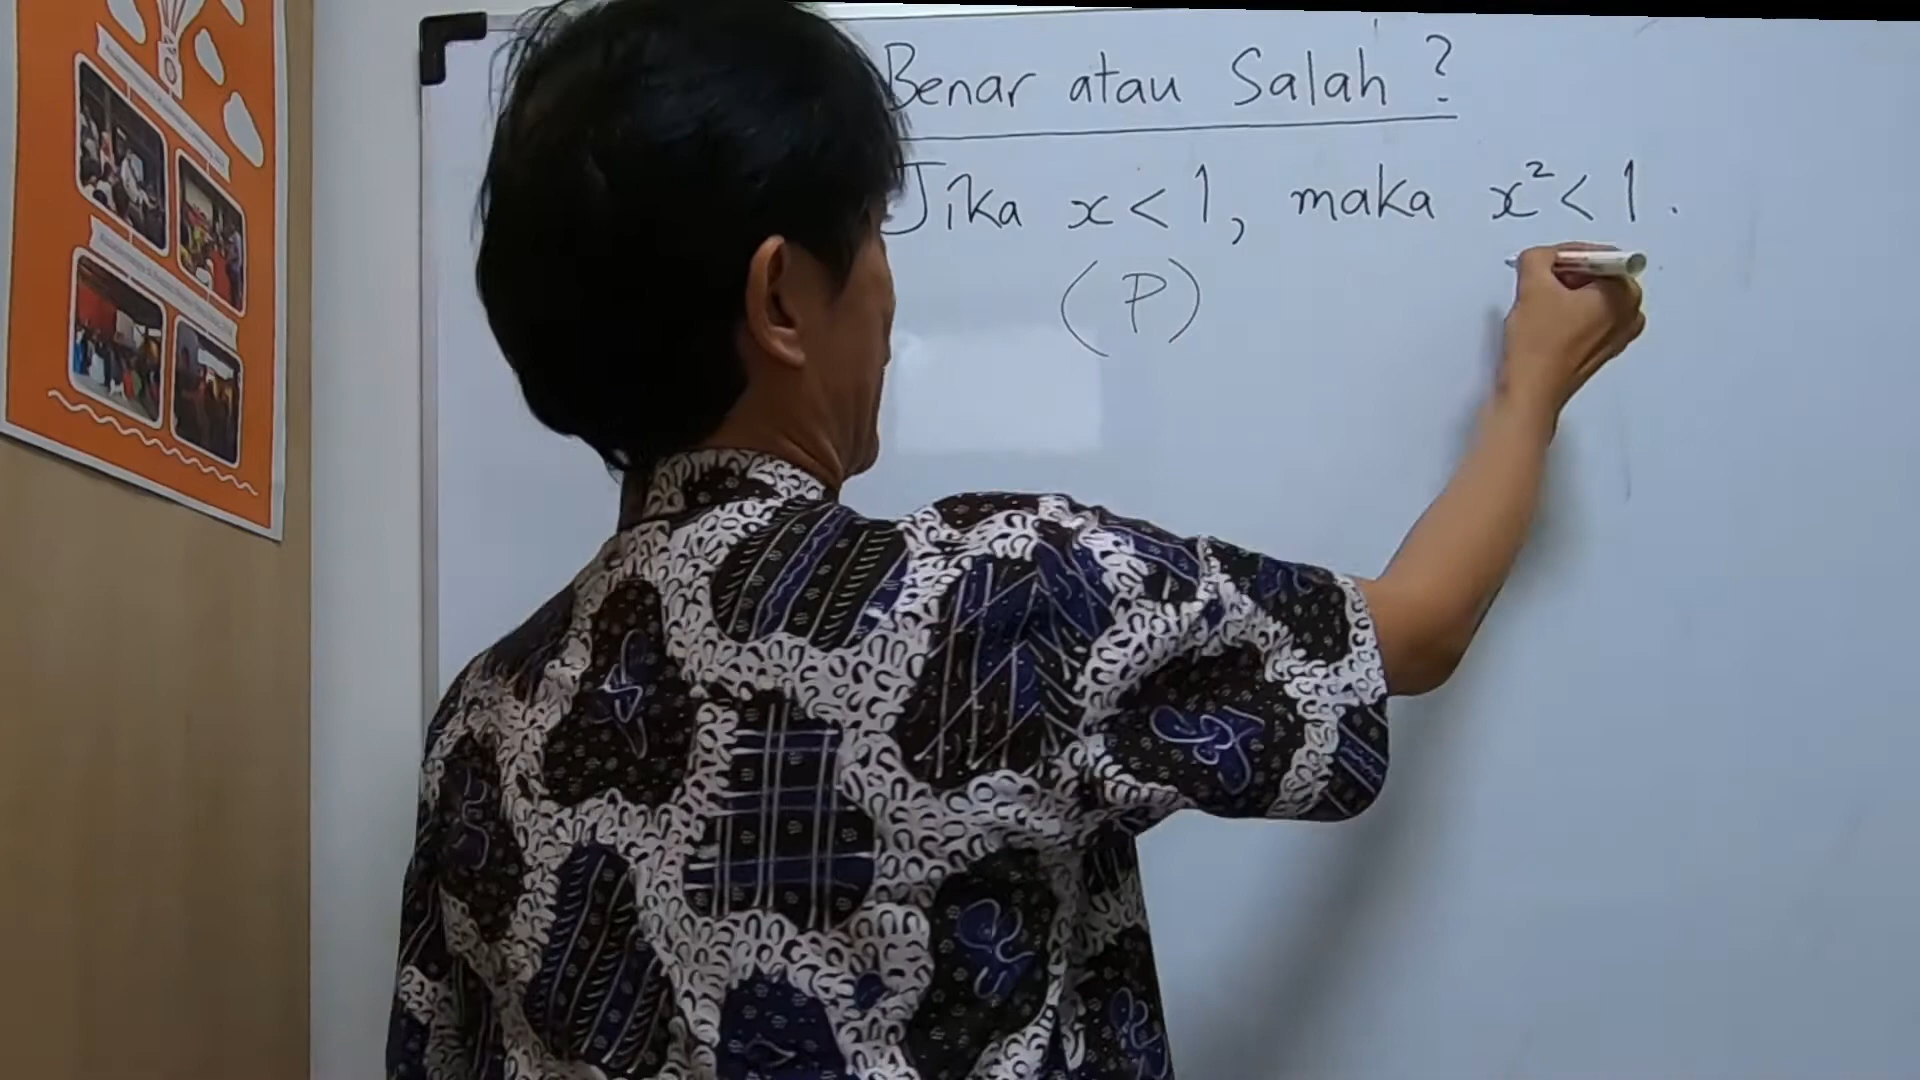 Benar atau Salah ?
Jika x < 1, maka x² < 1.
(P)